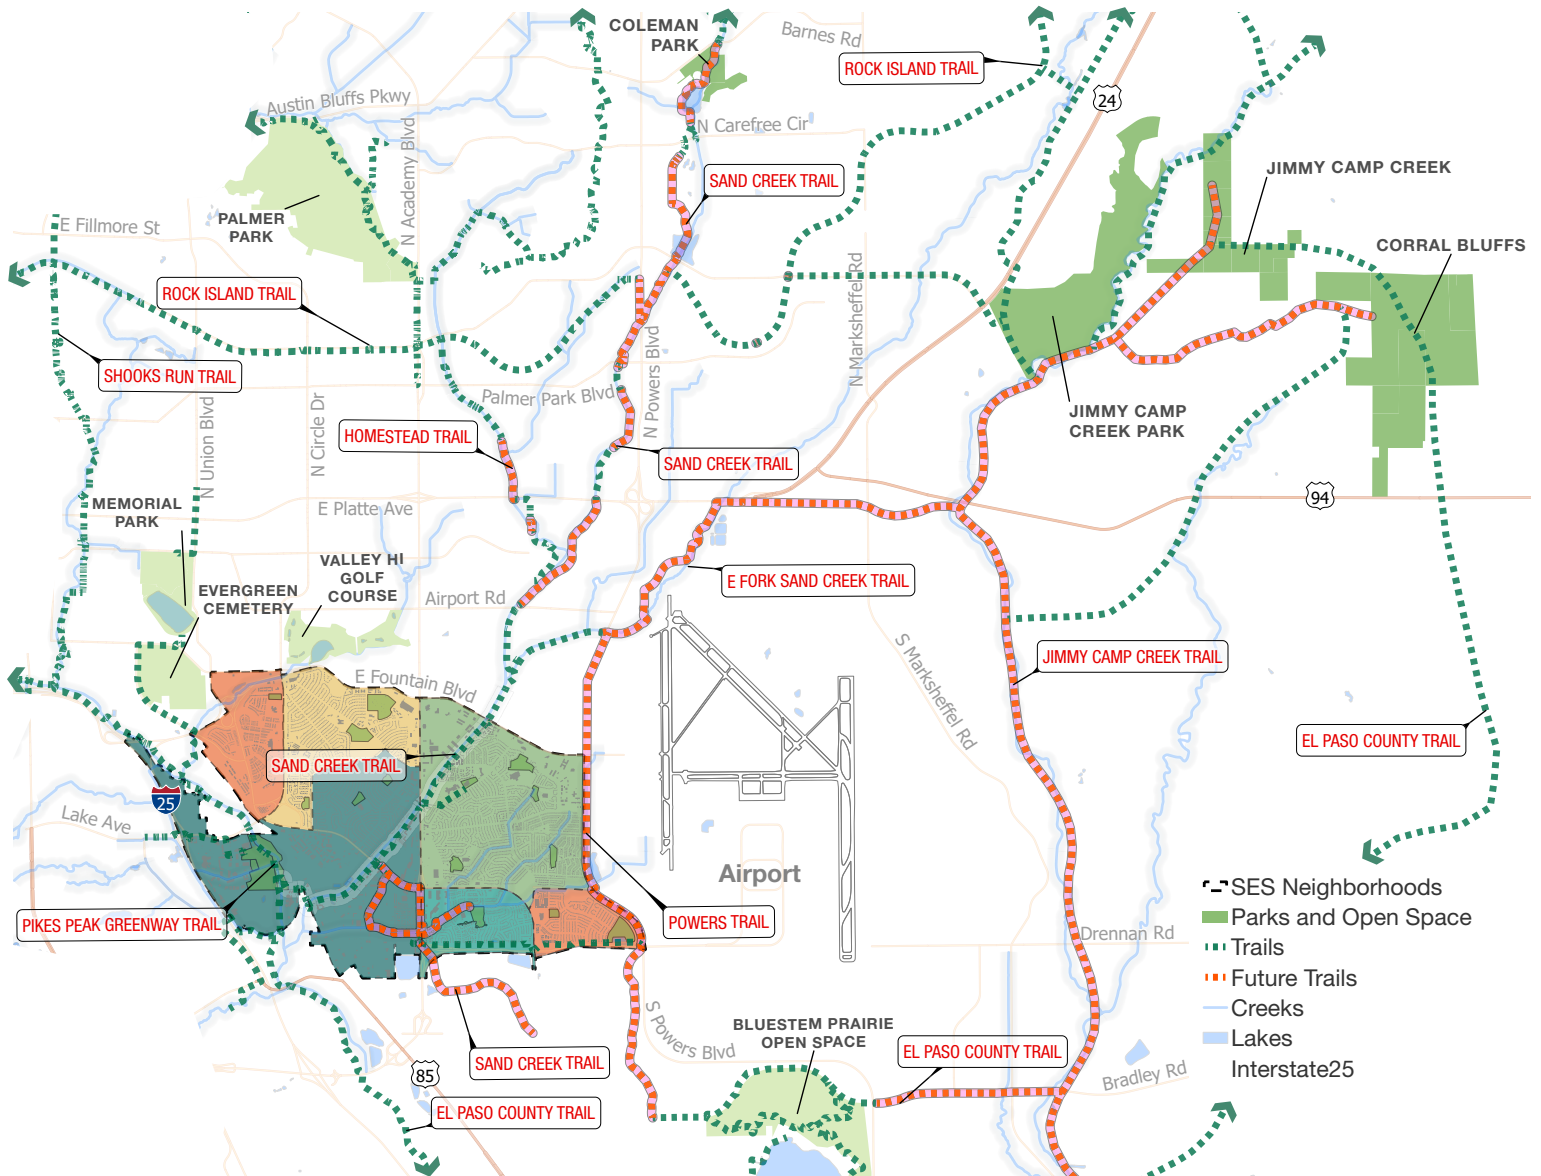 COLEMAN
PARK
Barnes Rd
ROCK ISLAND TRAIL
24
Austin Bluffs Pkwy
N Carefree Cir
N Academy Blvd
SAND CREEK TRAIL
JIMMY CAMP CREEK
PALMER
PARK
E Fillmore St
CORRAL BLUFFS
ROCK ISLAND TRAIL
N Marksheffel Rd
N Powers Blvd
SHOOKS RUN TRAIL
Palmer Park Blvd
N Union Blvd
N Circle Dr
JIMMY CAMP
CREEK PARK
HOMESTEAD TRAIL
SAND CREEK TRAIL
94
MEMORIAL
PARK
E Platte Ave
VALLEY HI
GOLF
COURSE
EVERGREEN
CEMETERY
Airport Rd
E FORK SAND CREEK TRAIL
S Marksheffel Rd
JIMMY CAMP CREEK TRAIL
E Fountain Blvd
EL PASO COUNTY TRAIL
SAND CREEK TRAIL
25
Lake Ave
Airport
PIKES PEAK GREENWAY TRAIL
POWERS TRAIL
Drennan Rd
SES Neighborhoods
Parks and Open Space
Trails
Future Trails
Creeks
Lakes
Interstate25
S Powers Blvd
BLUESTEM PRAIRIE
OPEN SPACE
EL PASO COUNTY TRAIL
SAND CREEK TRAIL
85
Bradley Rd
EL PASO COUNTY TRAIL